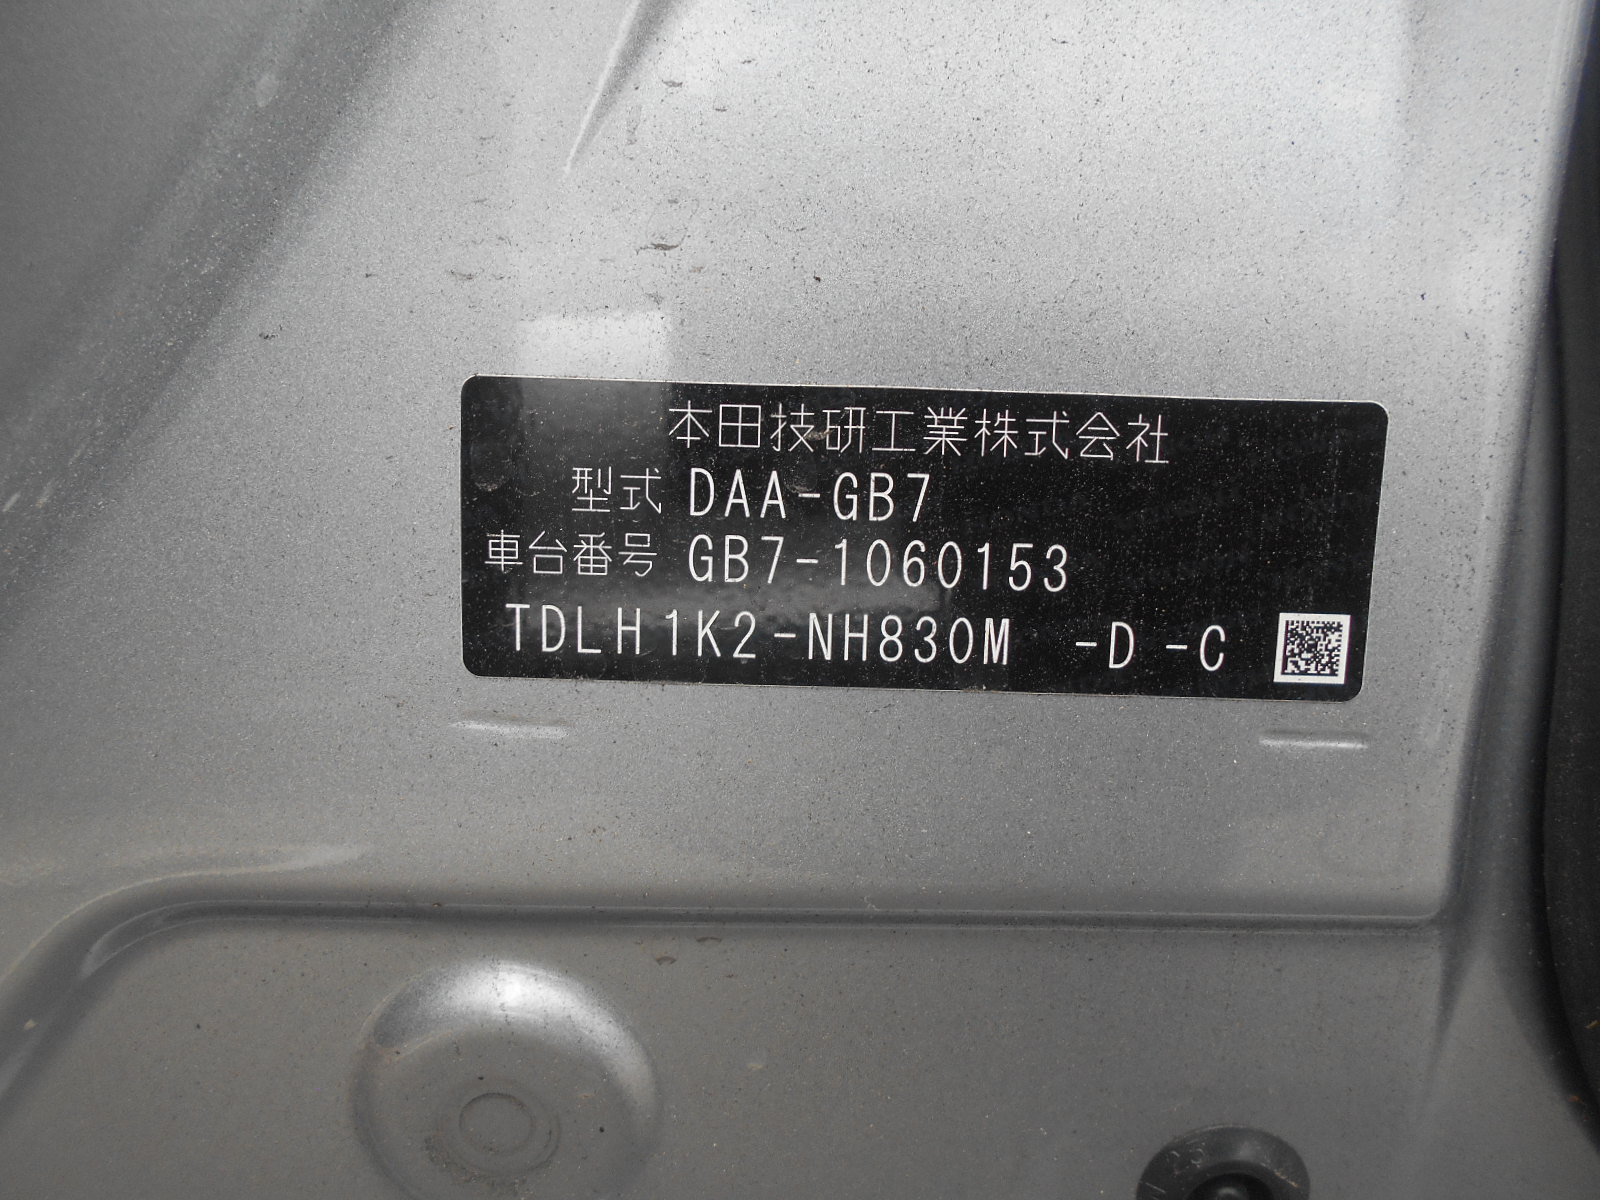 本田技研工業株式会社
型式 DAA-GB7
車台番号 GB7-1060153
TDLH1K2-NH830M -D -C
25